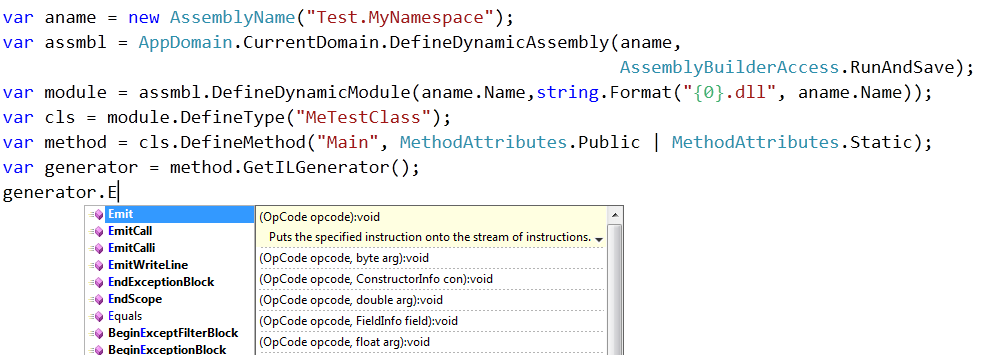 var aname = new AssemblyName("Test.MyNamespace");
var assmbl = AppDomain.CurrentDomain.DefineDynamicAssembly(aname,
AssemblyBuilderAccess.RunAndSave);
var module = assmbl.DefineDynamicModule(aname.Name,string.Format("{0}.dll", aname.Name));
var cls = module.DefineType("MeTestClass");
var method = cls.DefineMethod("Main", MethodAttributes.Public | MethodAttributes.Static);
var generator = method.GetILGenerator();
generator.E
Emit
EmitCall
EmitCalli
EmitWriteLine
EndExceptionBlock
EndScope
Equals
BeginExceptFilterBlock
BeginExceptionBlock
(OpCode opcode):void
Puts the specified instruction onto the stream of instructions.
(OpCode opcode, byte arg):void
(OpCode opcode, ConstructorInfo con):void
(OpCode opcode, double arg):void
(OpCode opcode, FieldInfo field):void
(OpCode opcode, float arg):void